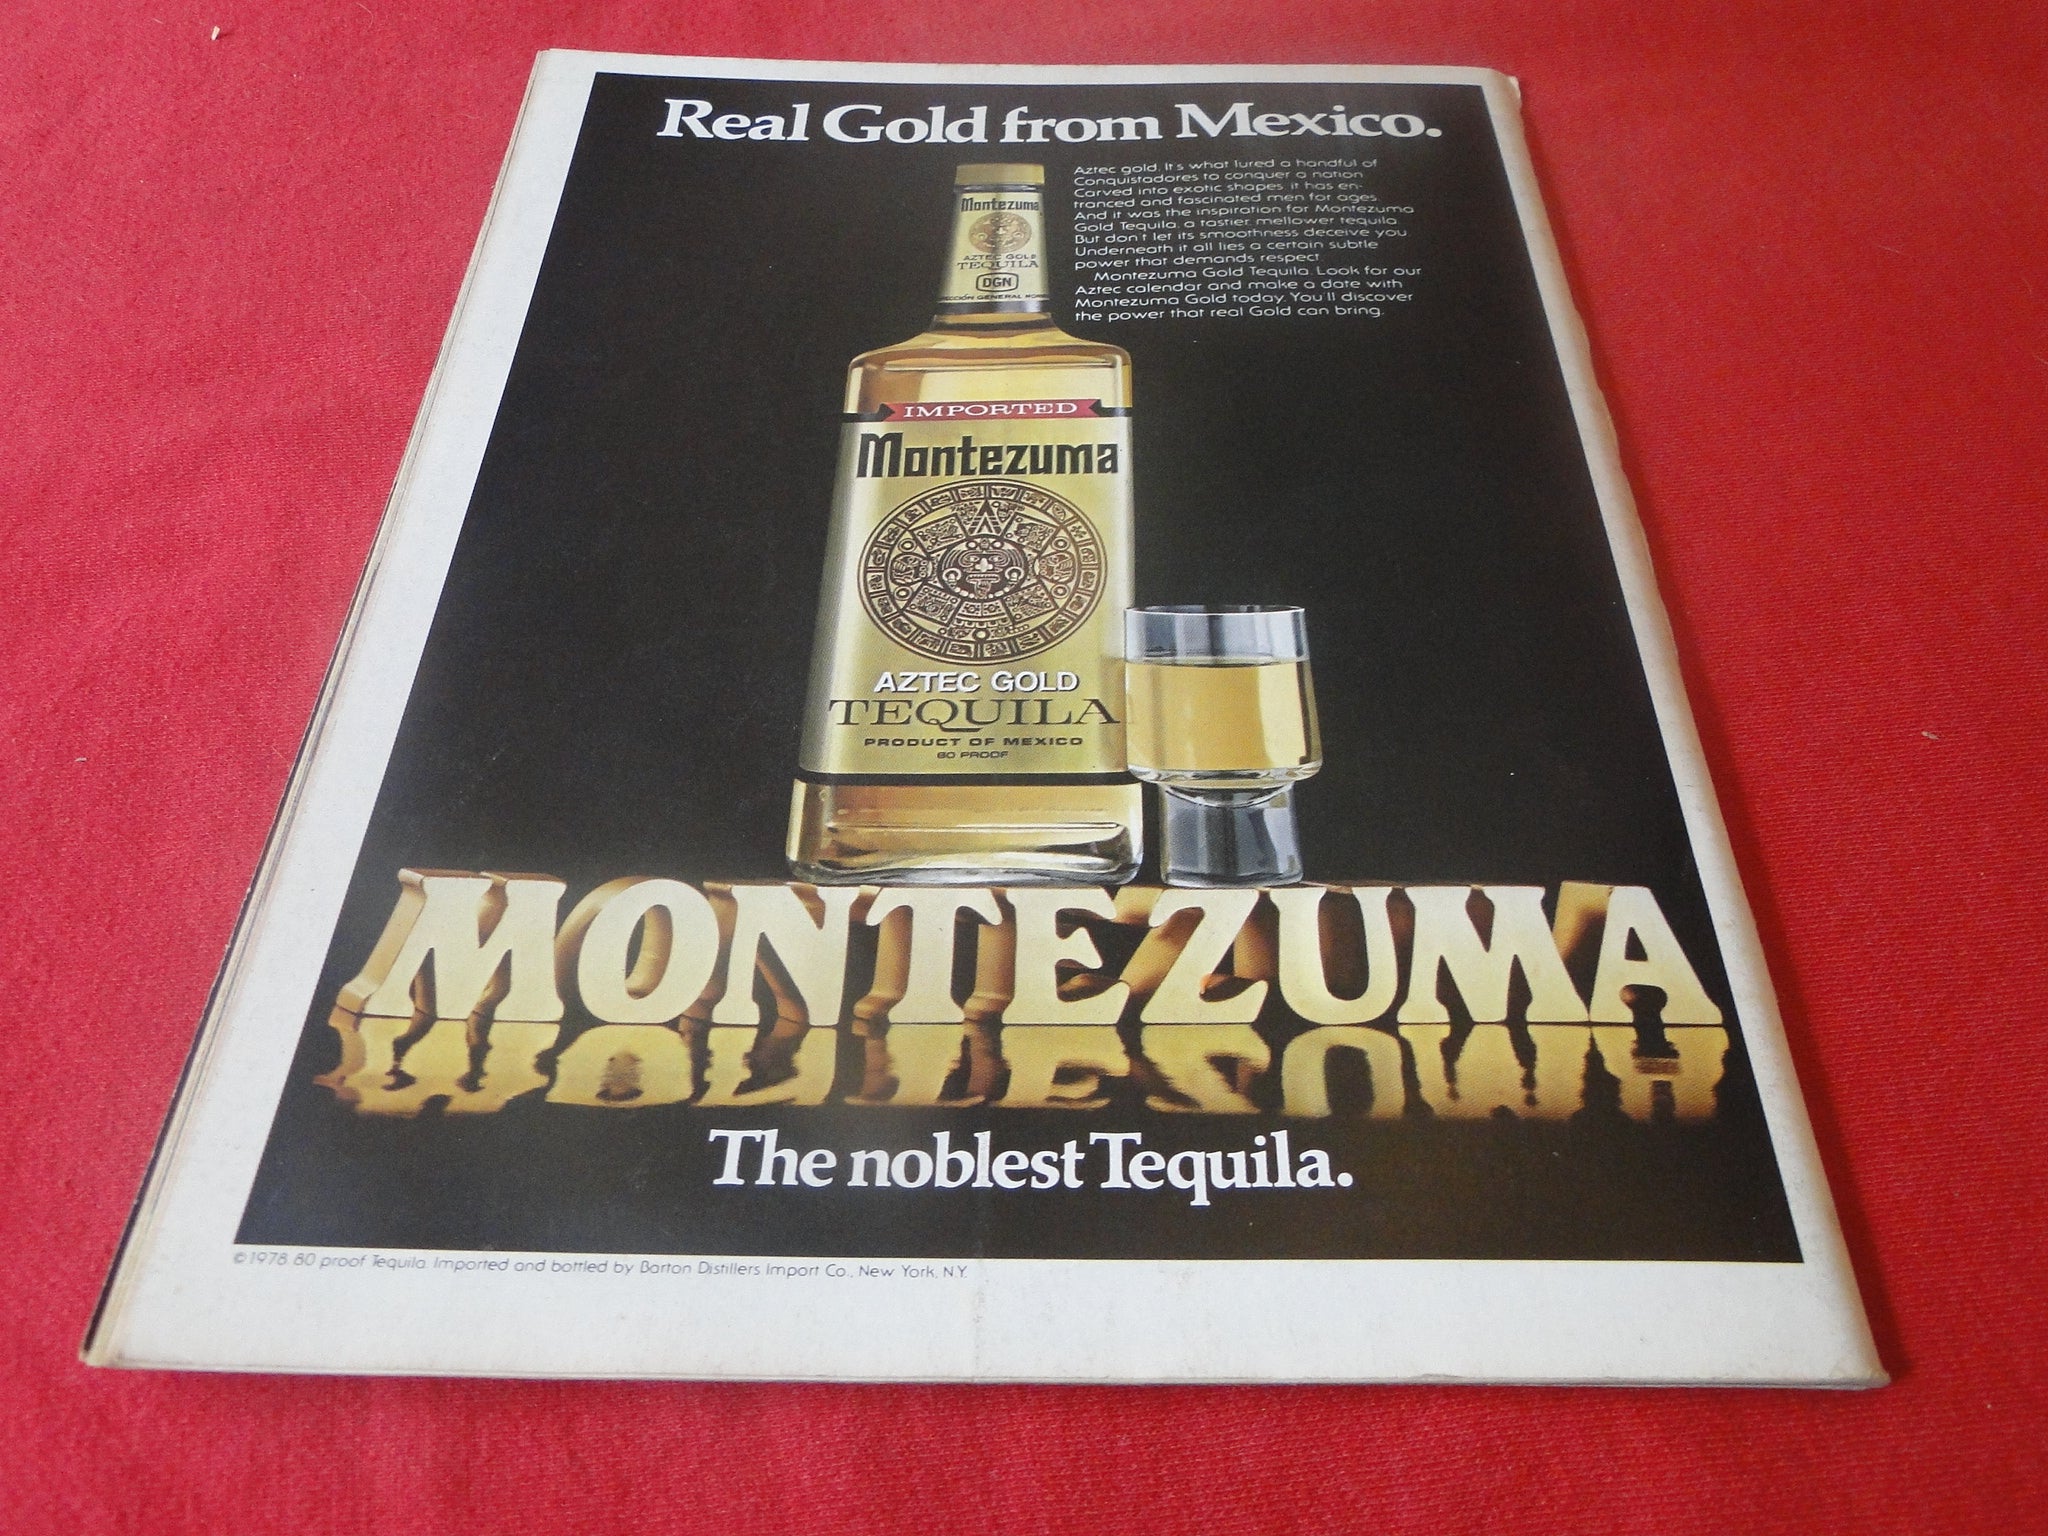 Real Gold from Mexico.
Aztec gold. It's what lured a handful of
Conquistadores to conquer a nation
Carved into exotic shapes, it has en-
tranced and fascinated men for ages.
And it was the inspiration for Montezuma
Gold Tequila, a tastier, mellower tequila.
But don't let its smoothness deceive you.
Underneath it all lies a certain subtle
power that demands respect
Montezuma Gold Tequila. Look for our
Aztec calendar and make a date with
Montezuma Gold today. You'll discover
the power that real Gold can bring.
Montezuma
AZTEC GOLD
TEQUILA
DGN
GENERAL
IMPORTED
Montezuma
AZTEC GOLD
TEQUILA
PRODUCT OF MEXICO
80 PROOF
MONTEZUMA
The noblest Tequila.
©1978. 80 proof Tequila. Imported and bottled by Barton Distillers Import Co., New York, N.Y.